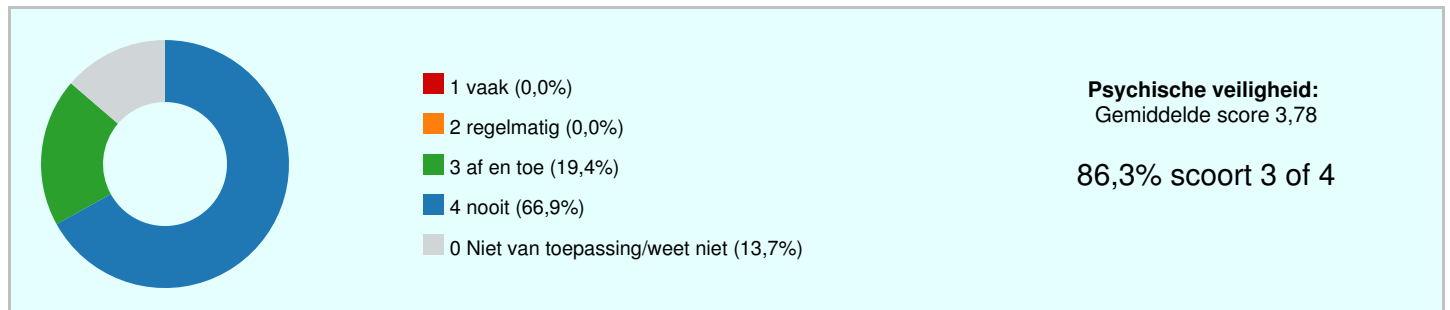 1 vaak (0,0%)
2 regelmatig (0,0%)
3 af en toe (19,4%)
4 nooit (66,9%)
0 Niet van toepassing/weet niet (13,7%)
Psychische veiligheid:
Gemiddelde score 3,78
86,3% scoort 3 of 4